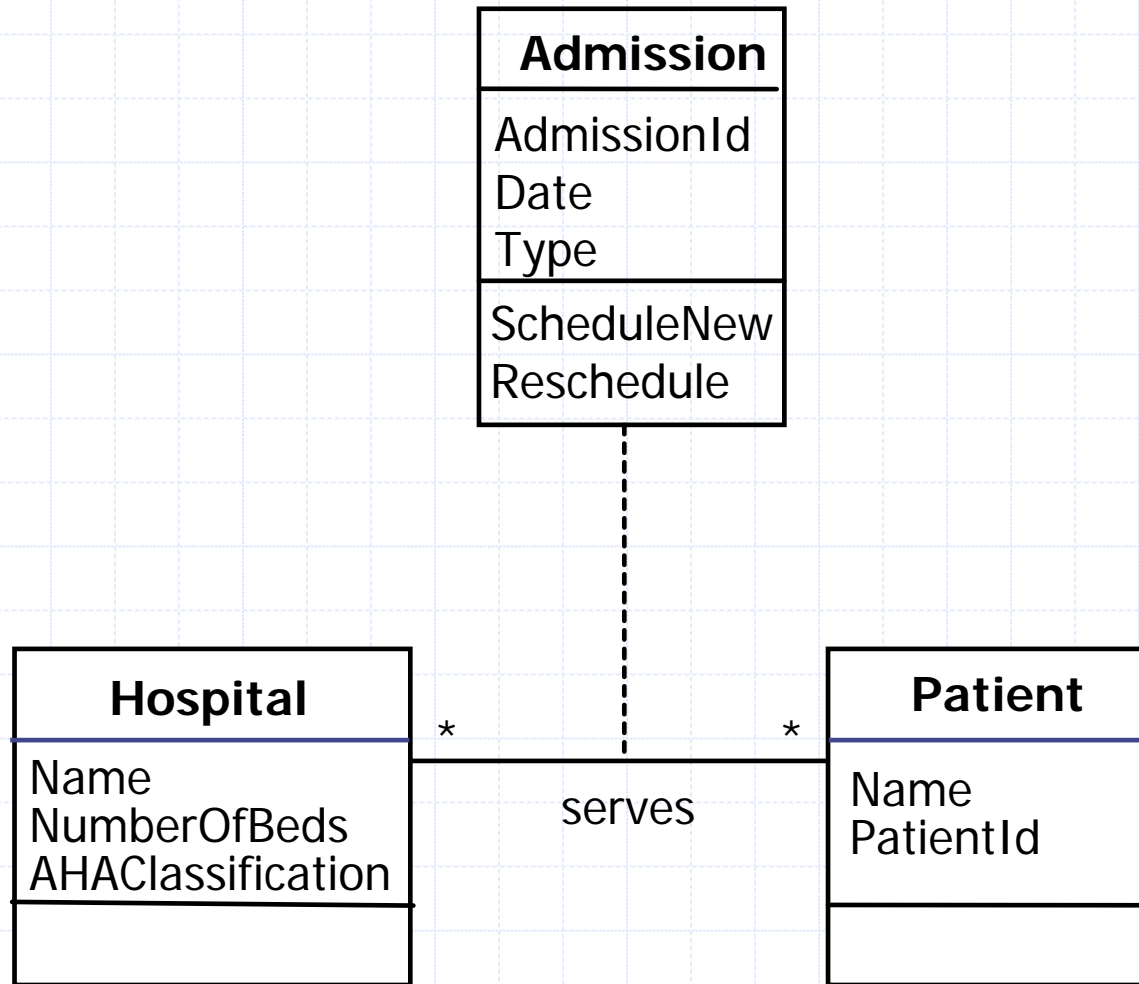 Admission
AdmissionId
Date
Type
ScheduleNew
Reschedule
Hospital
Name
NumberOfBeds
AHAClassification
*
*
serves
Patient
Name
PatientId